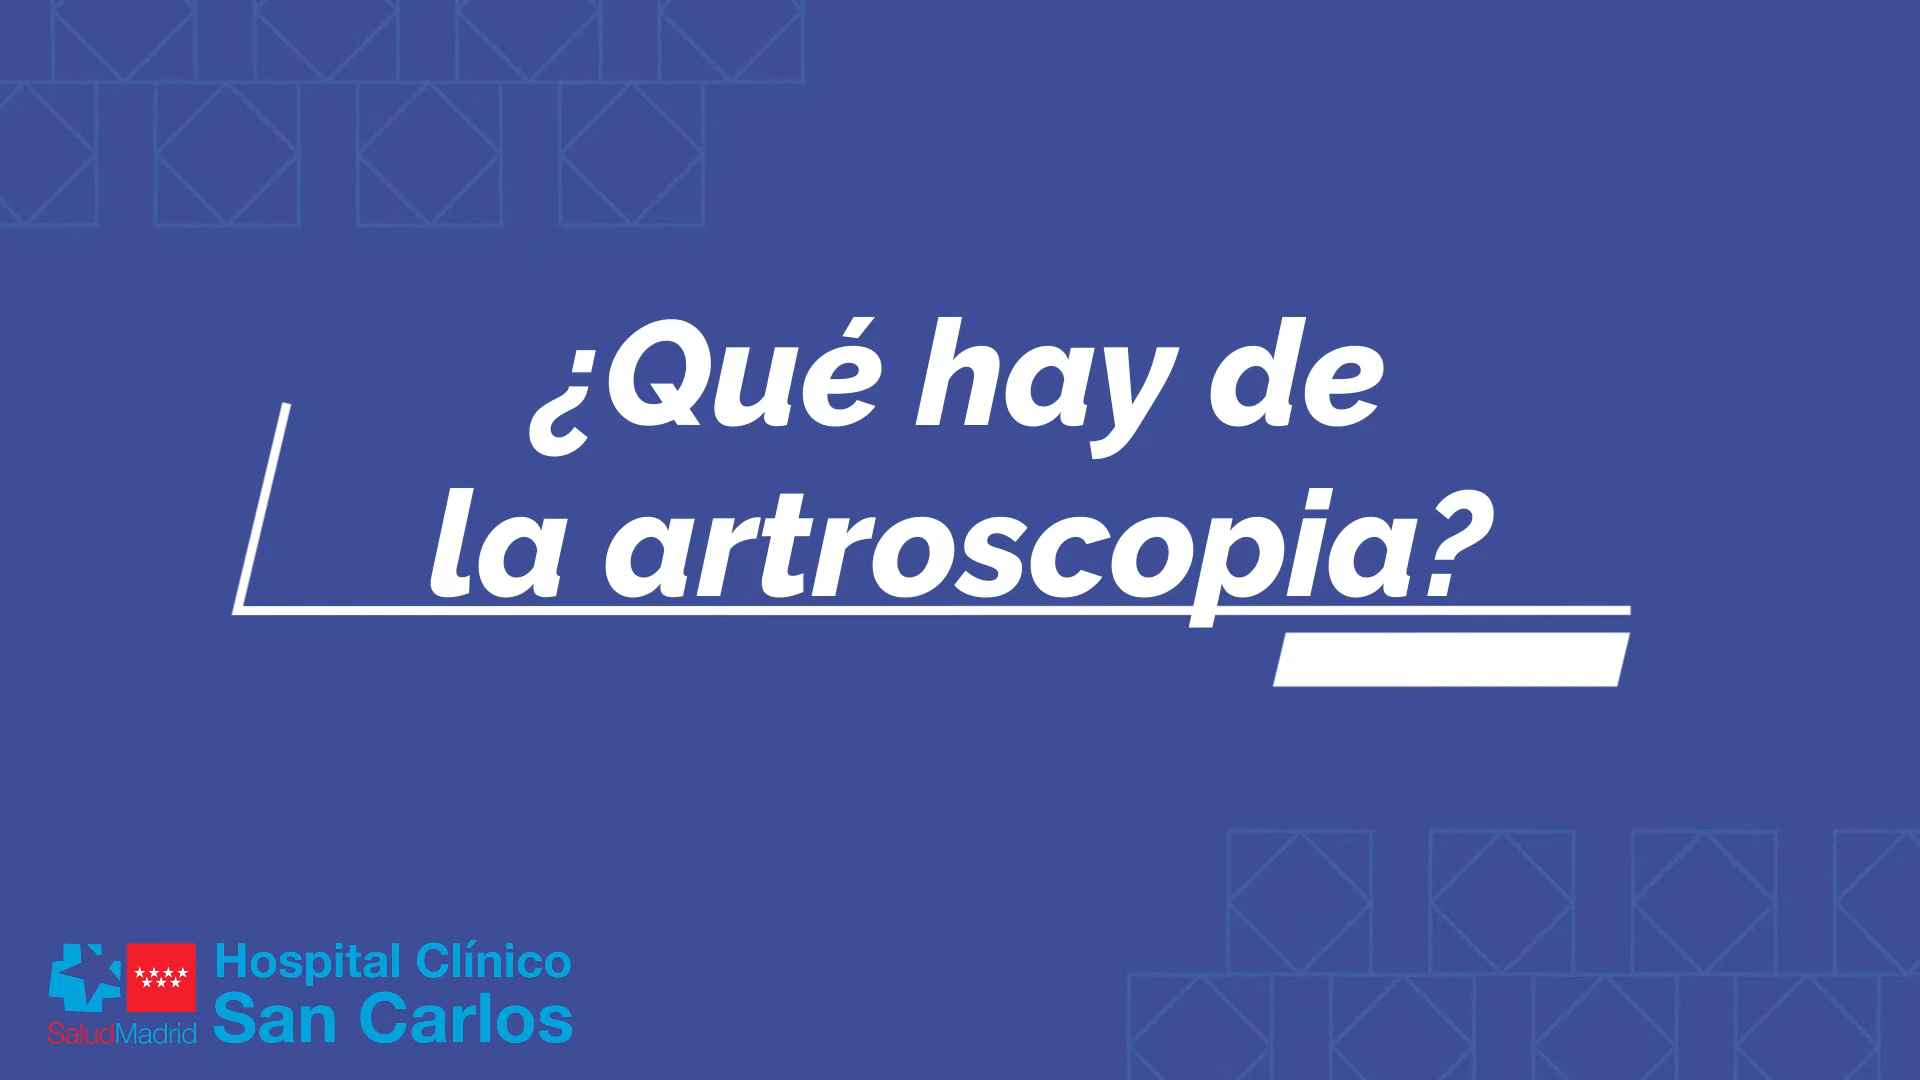 ¿Qué hay de
la artroscopia?
Hospital Clínico
San Carlos
SaludMadrid